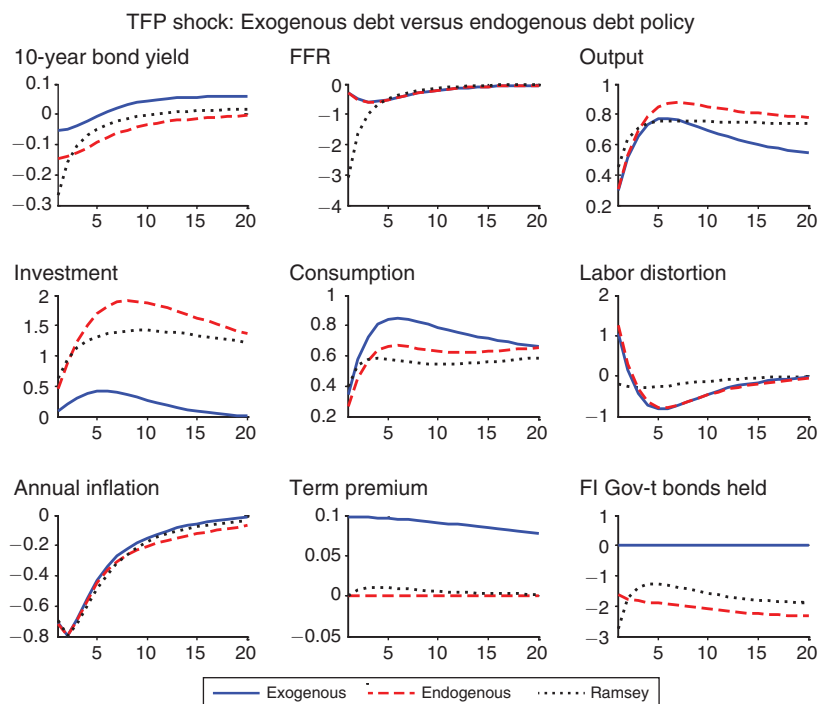 TFP shock: Exogenous debt versus endogenous debt policy
10-year bond yield
0.1
0
−0.1
−0.2
−0.3
5 10 15 20
FFR
0
−1
−2
−3
−4
5 10 15 20
Output
1
0.8
0.6
0.4
0.2
5 10 15 20
Investment
2
1.5
1
0.5
0
5 10 15 20
Consumption
1
0.8
0.6
0.4
0.2
5 10 15 20
Labor distortion
2
1
0
−1
5 10 15 20
Annual inflation
0
−0.2
−0.4
−0.6
−0.8
5 10 15 20
Term premium
0.1
0.05
0
−0.05
5 10 15 20
FI Gov-t bonds held
1
0
−1
−2
−3
5 10 15 20
Exogenous Endogenous Ramsey